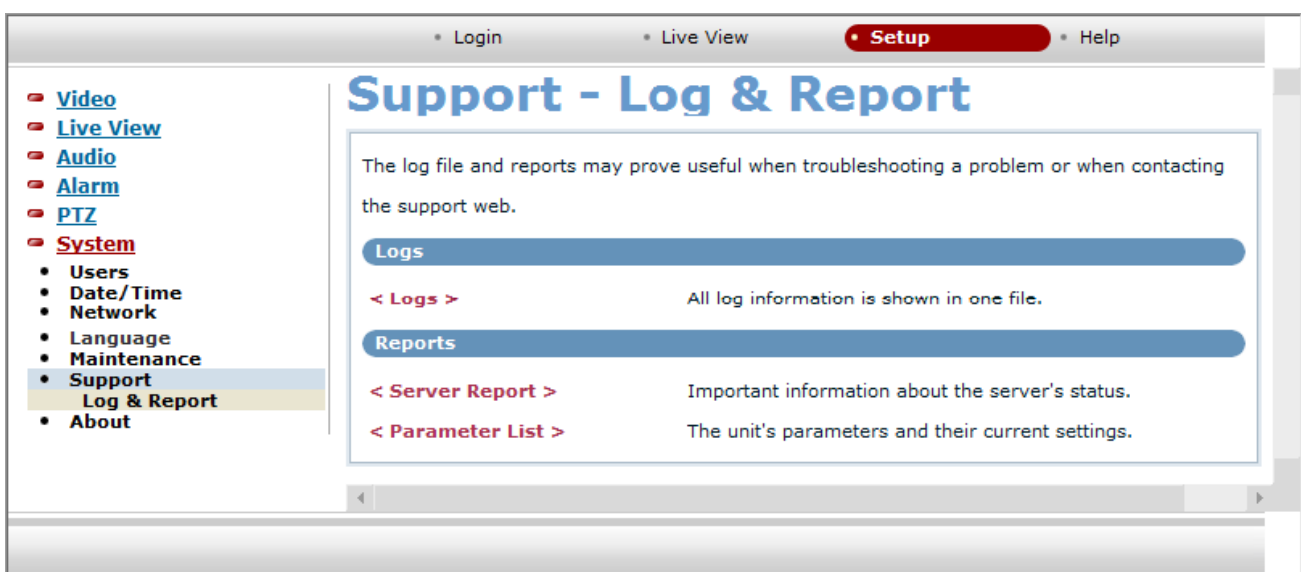 Login
Live View
Setup
Help
Video
Live View
Audio
Alarm
PTZ
System
Users
Date/Time
Network
Language
Maintenance
Support
Log & Report
About
Support - Log & Report
The log file and reports may prove useful when troubleshooting a problem or when contacting
the support web.
Logs
< Logs > All log information is shown in one file.
Reports
< Server Report > Important information about the server's status.
< Parameter List > The unit's parameters and their current settings.